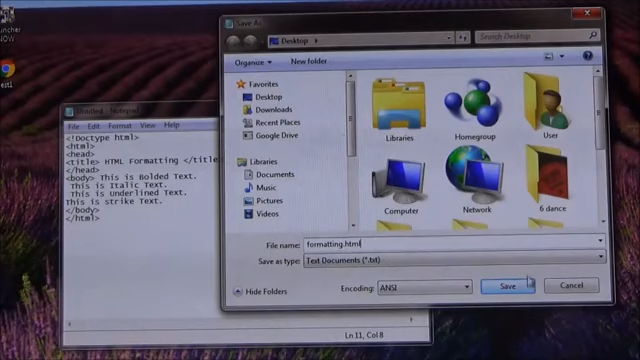 Save As
Desktop
Search Desktop
Organize
New folder
Favorites
Desktop
Downloads
Recent Places
Google Drive
Libraries
Documents
Music
Pictures
Videos
Libraries
Homegroup
User
Computer
Network
6 dance
File name: formatting.html
Save as type: Text Documents (*.txt)
Hide Folders
Encoding: ANSI
Save
Cancel
Untitled - Notepad
File Edit Format View Help
<!Doctype html>
<html>
<head>
<title> HTML Formatting </title
</head>
<body> This is Bolded Text.
This is Italic Text.
This is Underlined Text.
This is strike Text.
</body>
</html>
Ln 11, Col 8
NOW